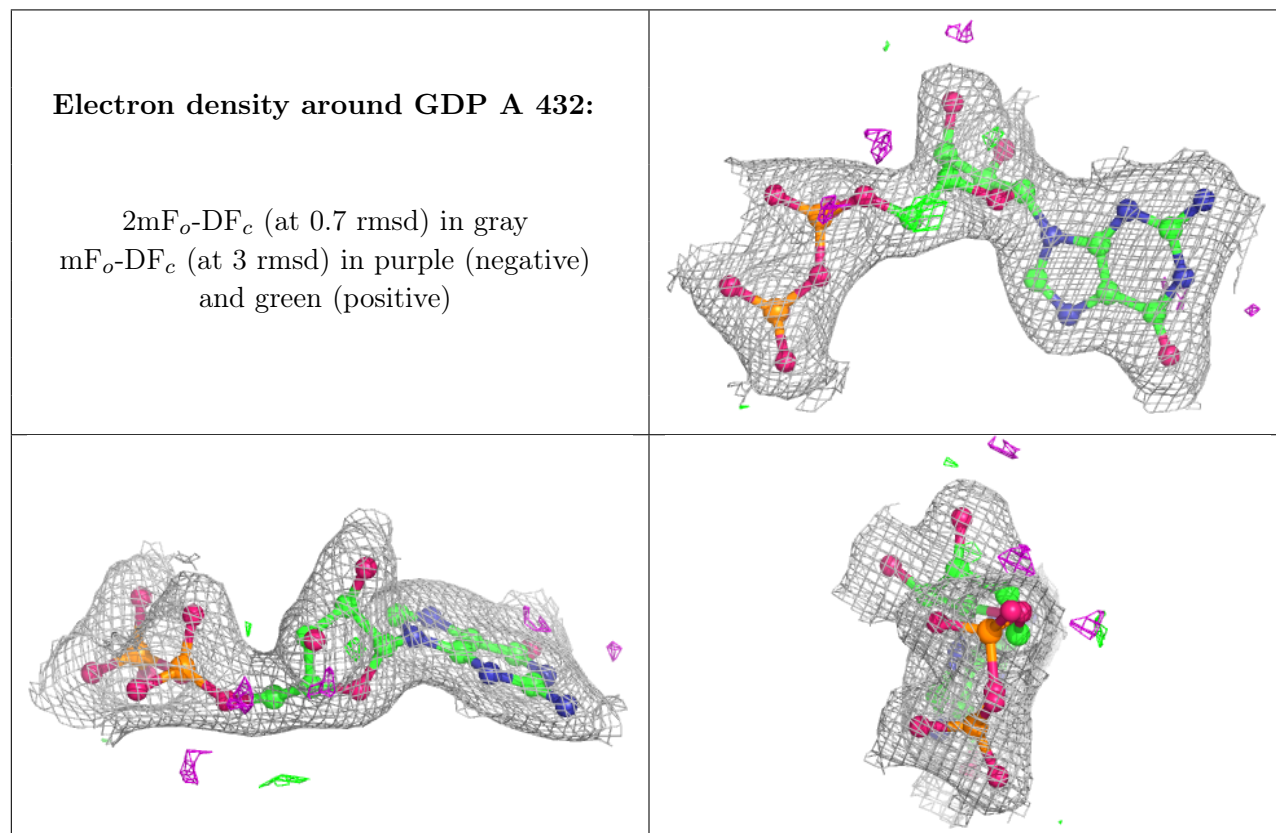 Electron density around GDP A 432:
2mFₒ-DF𝒸 (at 0.7 rmsd) in gray
mFₒ-DF𝒸 (at 3 rmsd) in purple (negative)
and green (positive)